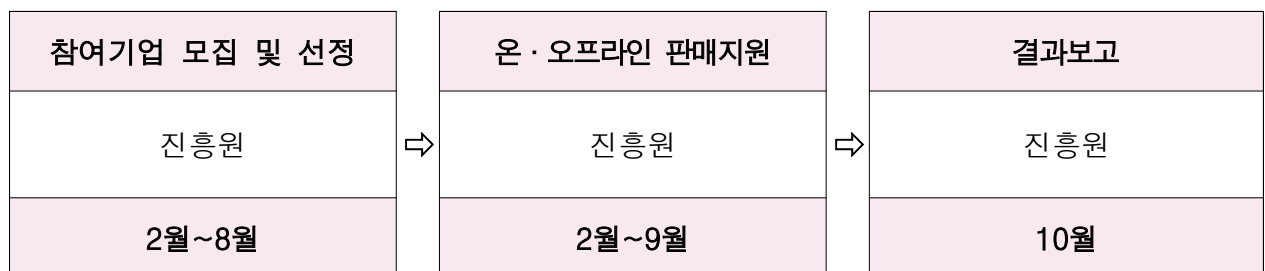 참여기업 모집 및 선정
진흥원
2월~8월
⇨
온·오프라인 판매지원
진흥원
2월~9월
⇨
결과보고
진흥원
10월